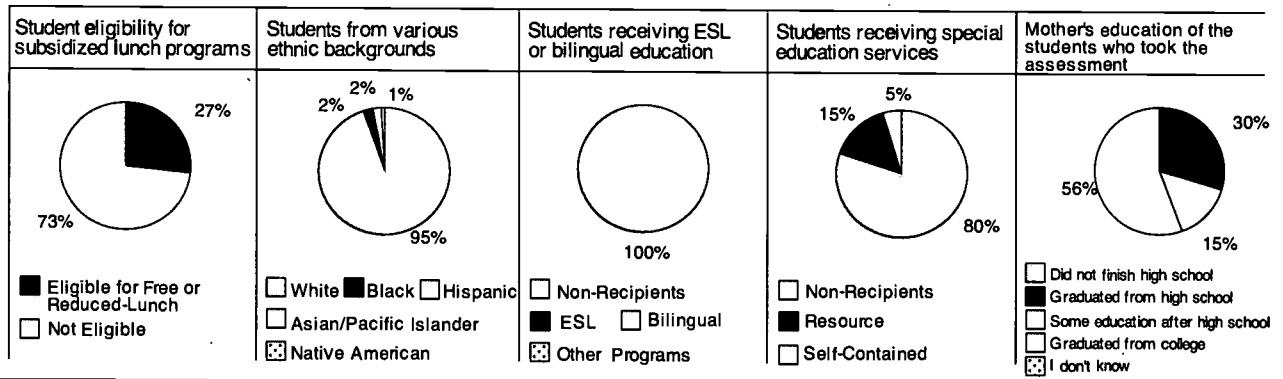 Student eligibility for
subsidized lunch programs
27%
73%
Eligible for Free or
Reduced-Lunch
Not Eligible
Students from various
ethnic backgrounds
2%
2%
1%
95%
White Black Hispanic
Asian/Pacific Islander
Native American
Students receiving ESL
or bilingual education
100%
Non-Recipients
ESL Bilingual
Other Programs
Students receiving special
education services
5%
15%
80%
Non-Recipients
Resource
Self-Contained
Mother's education of the
students who took the
assessment
30%
56%
15%
Did not finish high school
Graduated from high school
Some education after high school
Graduated from college
I don't know